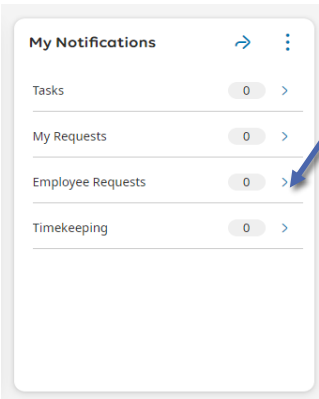 My Notifications
Tasks 0
My Requests 0
Employee Requests 0
Timekeeping 0